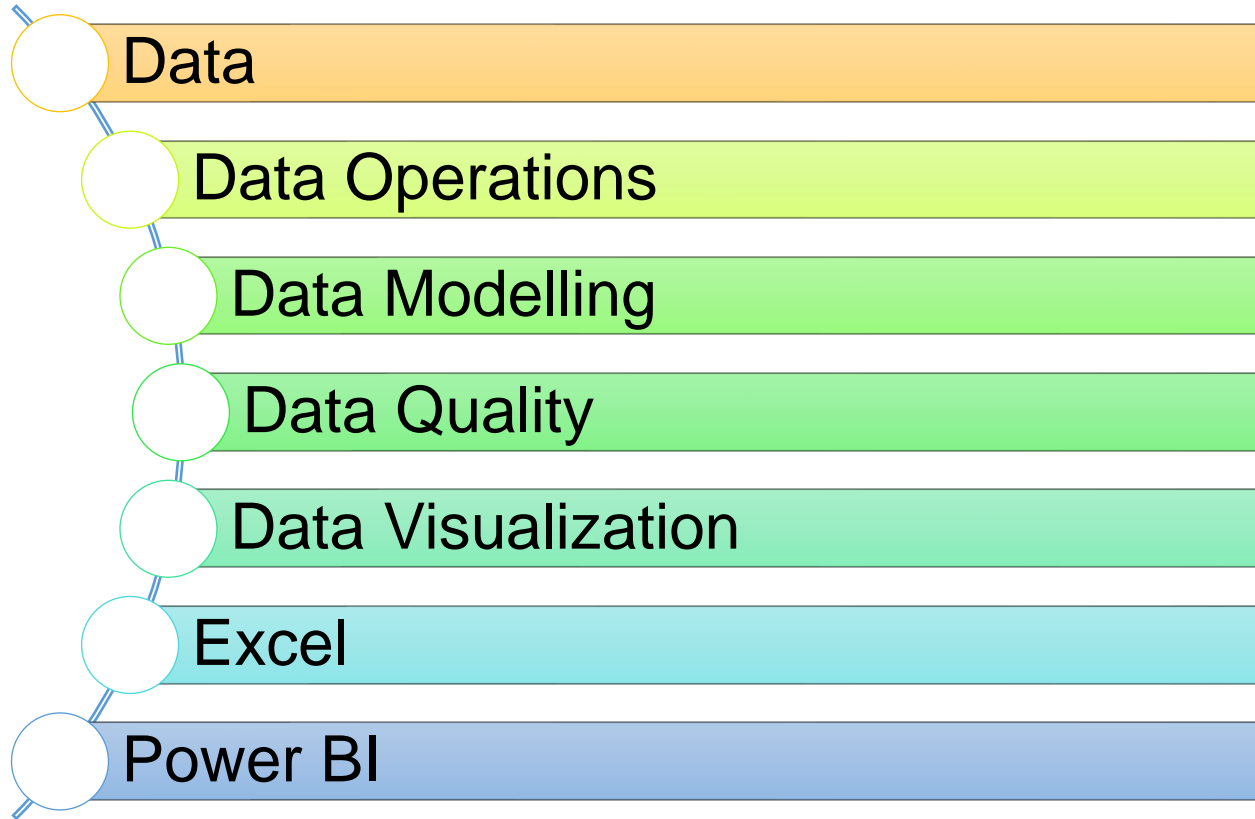 Data
Data Operations
Data Modelling
Data Quality
Data Visualization
Excel
Power BI